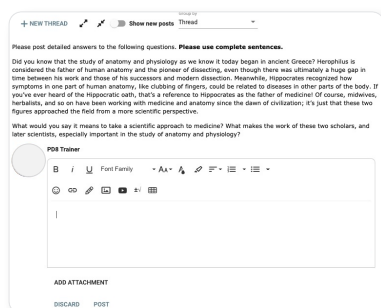 Group by
+ NEW THREAD Show new posts Thread
Please post detailed answers to the following questions. Please use complete sentences.
Did you know that the study of anatomy and physiology as we know it today began in ancient Greece? Herophilus is
considered the father of human anatomy and the pioneer of dissecting, even though there was ultimately a huge gap in
time between his work and those of his successors and modern dissection. Meanwhile, Hippocrates recognized how
symptoms in one part of human anatomy, like clubbing of fingers, could be related to diseases in other parts of the body. If
you've ever heard of the Hippocratic oath, that's a reference to Hippocrates as the father of medicine! Of course, midwives,
herbalists, and so on have been working with medicine and anatomy since the dawn of civilization; it's just that these two
figures approached the field from a more scientific perspective.
What would you say it means to take a scientific approach to medicine? What makes the work of these two scholars, and
later scientists, especially important in the study of anatomy and physiology?
PD8 Trainer
B i U Font Family AA
ADD ATTACHMENT
DISCARD POST